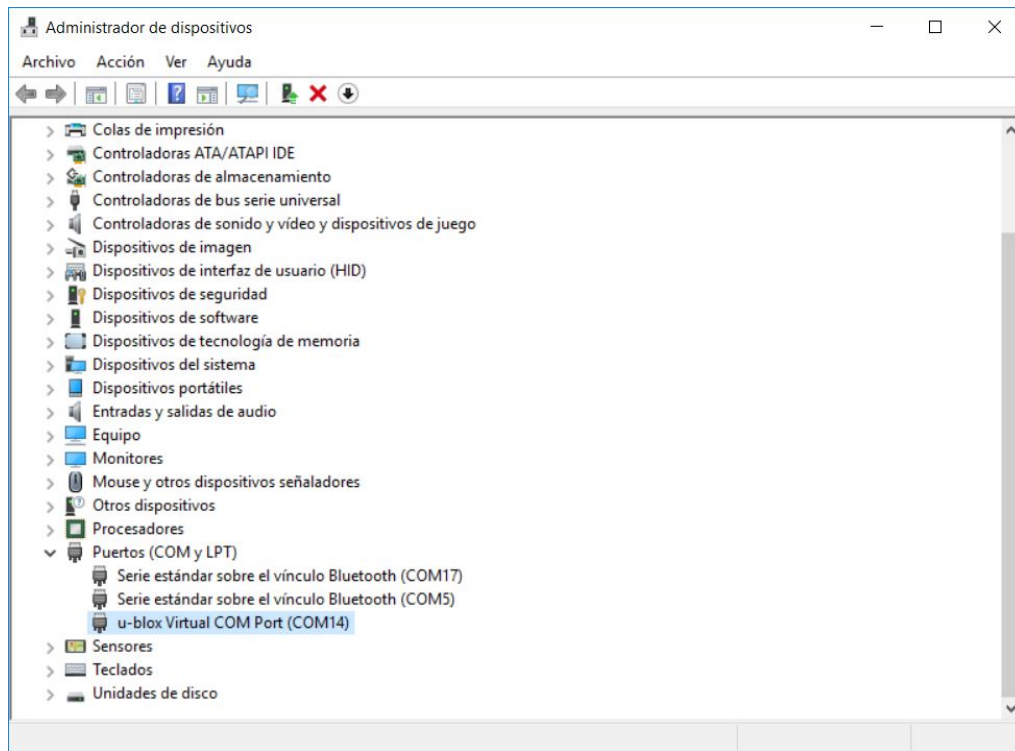 Administrador de dispositivos
Archivo Acción Ver Ayuda
Colas de impresión
Controladoras ATA/ATAPI IDE
Controladoras de almacenamiento
Controladoras de bus serie universal
Controladoras de sonido y vídeo y dispositivos de juego
Dispositivos de imagen
Dispositivos de interfaz de usuario (HID)
Dispositivos de seguridad
Dispositivos de software
Dispositivos de tecnología de memoria
Dispositivos del sistema
Dispositivos portátiles
Entradas y salidas de audio
Equipo
Monitores
Mouse y otros dispositivos señaladores
Otros dispositivos
Procesadores
Puertos (COM y LPT)
Serie estándar sobre el vínculo Bluetooth (COM17)
Serie estándar sobre el vínculo Bluetooth (COM5)
u-blox Virtual COM Port (COM14)
Sensores
Teclados
Unidades de disco